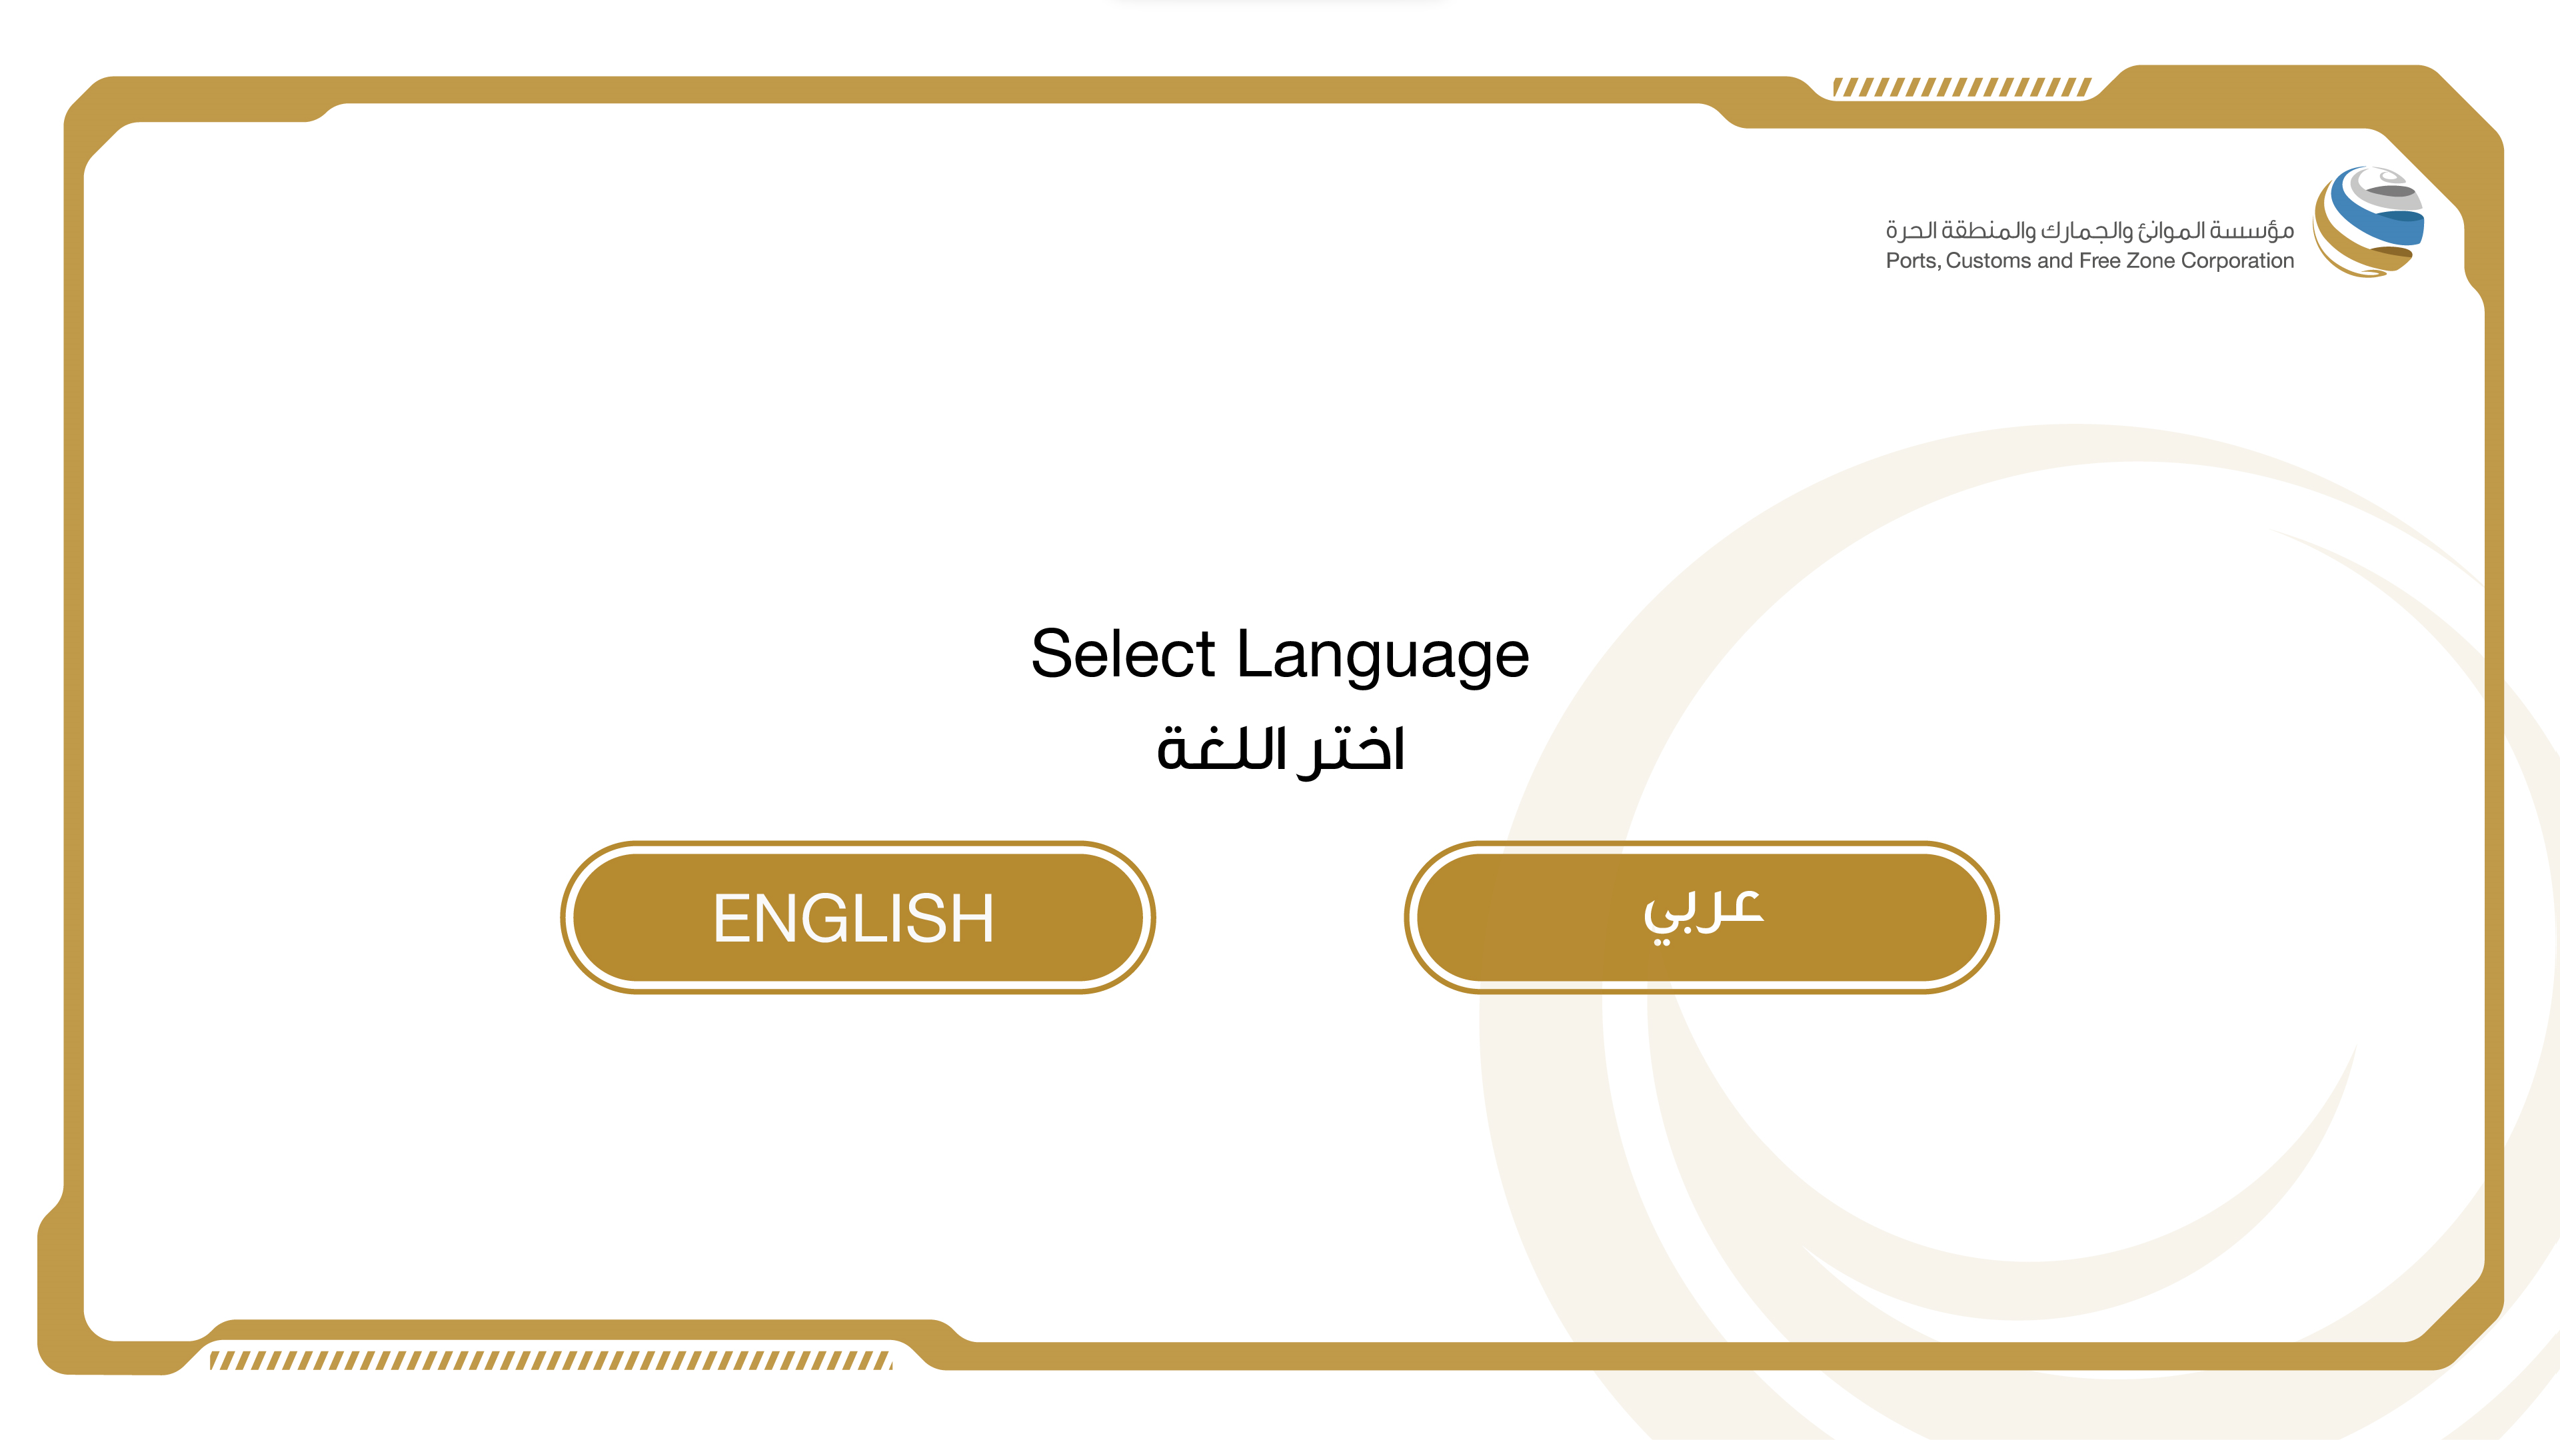 مؤسسة الموانئ والجمارك والمنطقة الحرة
Ports, Customs and Free Zone Corporation
Select Language
اختر اللغة
ENGLISH
عربي